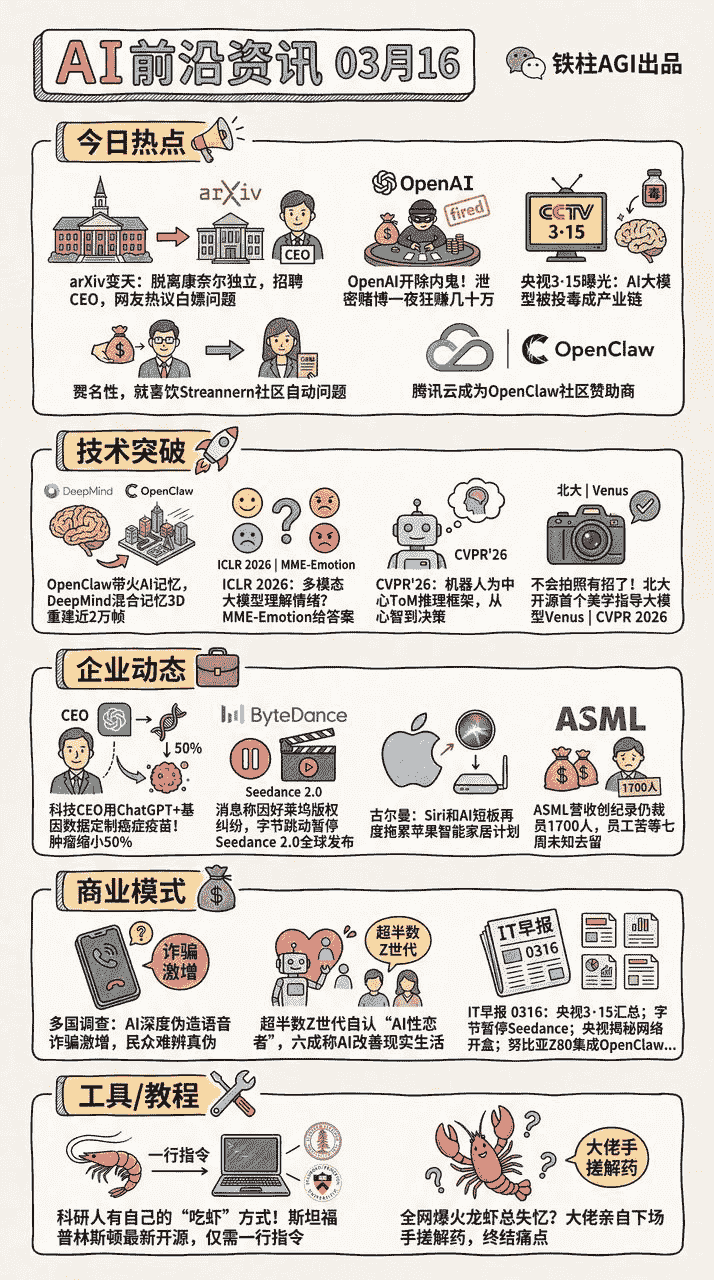 AI前沿资讯 03月16
铁柱AGI出品
今日热点
arXiv
CEO
arXiv变天：脱离康奈尔独立，招聘
CEO，网友热议白嫖问题
OpenAI
fired
OpenAI开除内鬼！泄
密赌博一夜狂赚几十万
CCTV
3·15
毒
央视3·15曝光：AI大模
型被投毒成产业链
名性，就喜饮Streannern社区自动问题
OpenClaw
腾讯云成为OpenClaw社区赞助商
技术突破
DeepMind
OpenClaw
OpenClaw带火AI记忆，
DeepMind混合记忆3D
重建近2万帧
ICLR 2026 | MME-Emotion
ICLR 2026：多模态
大模型理解情绪？
MME-Emotion给答案
CVPR'26
CVPR'26：机器人为中
心ToM推理框架，从
心智到决策
北大 | Venus
不会拍照有招了！北大
开源首个美学指导大模
型Venus | CVPR 2026
企业动态
CEO
50%
科技CEO用ChatGPT+基
因数据定制癌症疫苗！
肿瘤缩小50%
ByteDance
Seedance 2.0
消息称因好莱坞版权
纠纷，字节跳动暂停
Seedance 2.0全球发布
古尔曼：Siri和AI短板再
度拖累苹果智能家居计划
ASML
1700人
ASML营收创纪录仍裁
员1700人，员工苦等七
周未知去留
商业模式
诈骗
激增
多国调查：AI深度伪造语音
诈骗激增，民众难辨真伪
超半数
Z世代
超半数Z世代自认“AI性恋
者”，六成称AI改善现实生活
IT早报
0316
IT早报 0316：央视3·15汇总；字
节暂停Seedance；央视揭秘网络
开盒；努比亚Z80集成OpenClaw...
工具/教程
一行指令
科研人有自己的“吃虾”方式！斯坦福
普林斯顿最新开源，仅需一行指令
大佬手
搓解药
全网爆火龙虾总失忆？大佬亲自下场
手搓解药，终结痛点